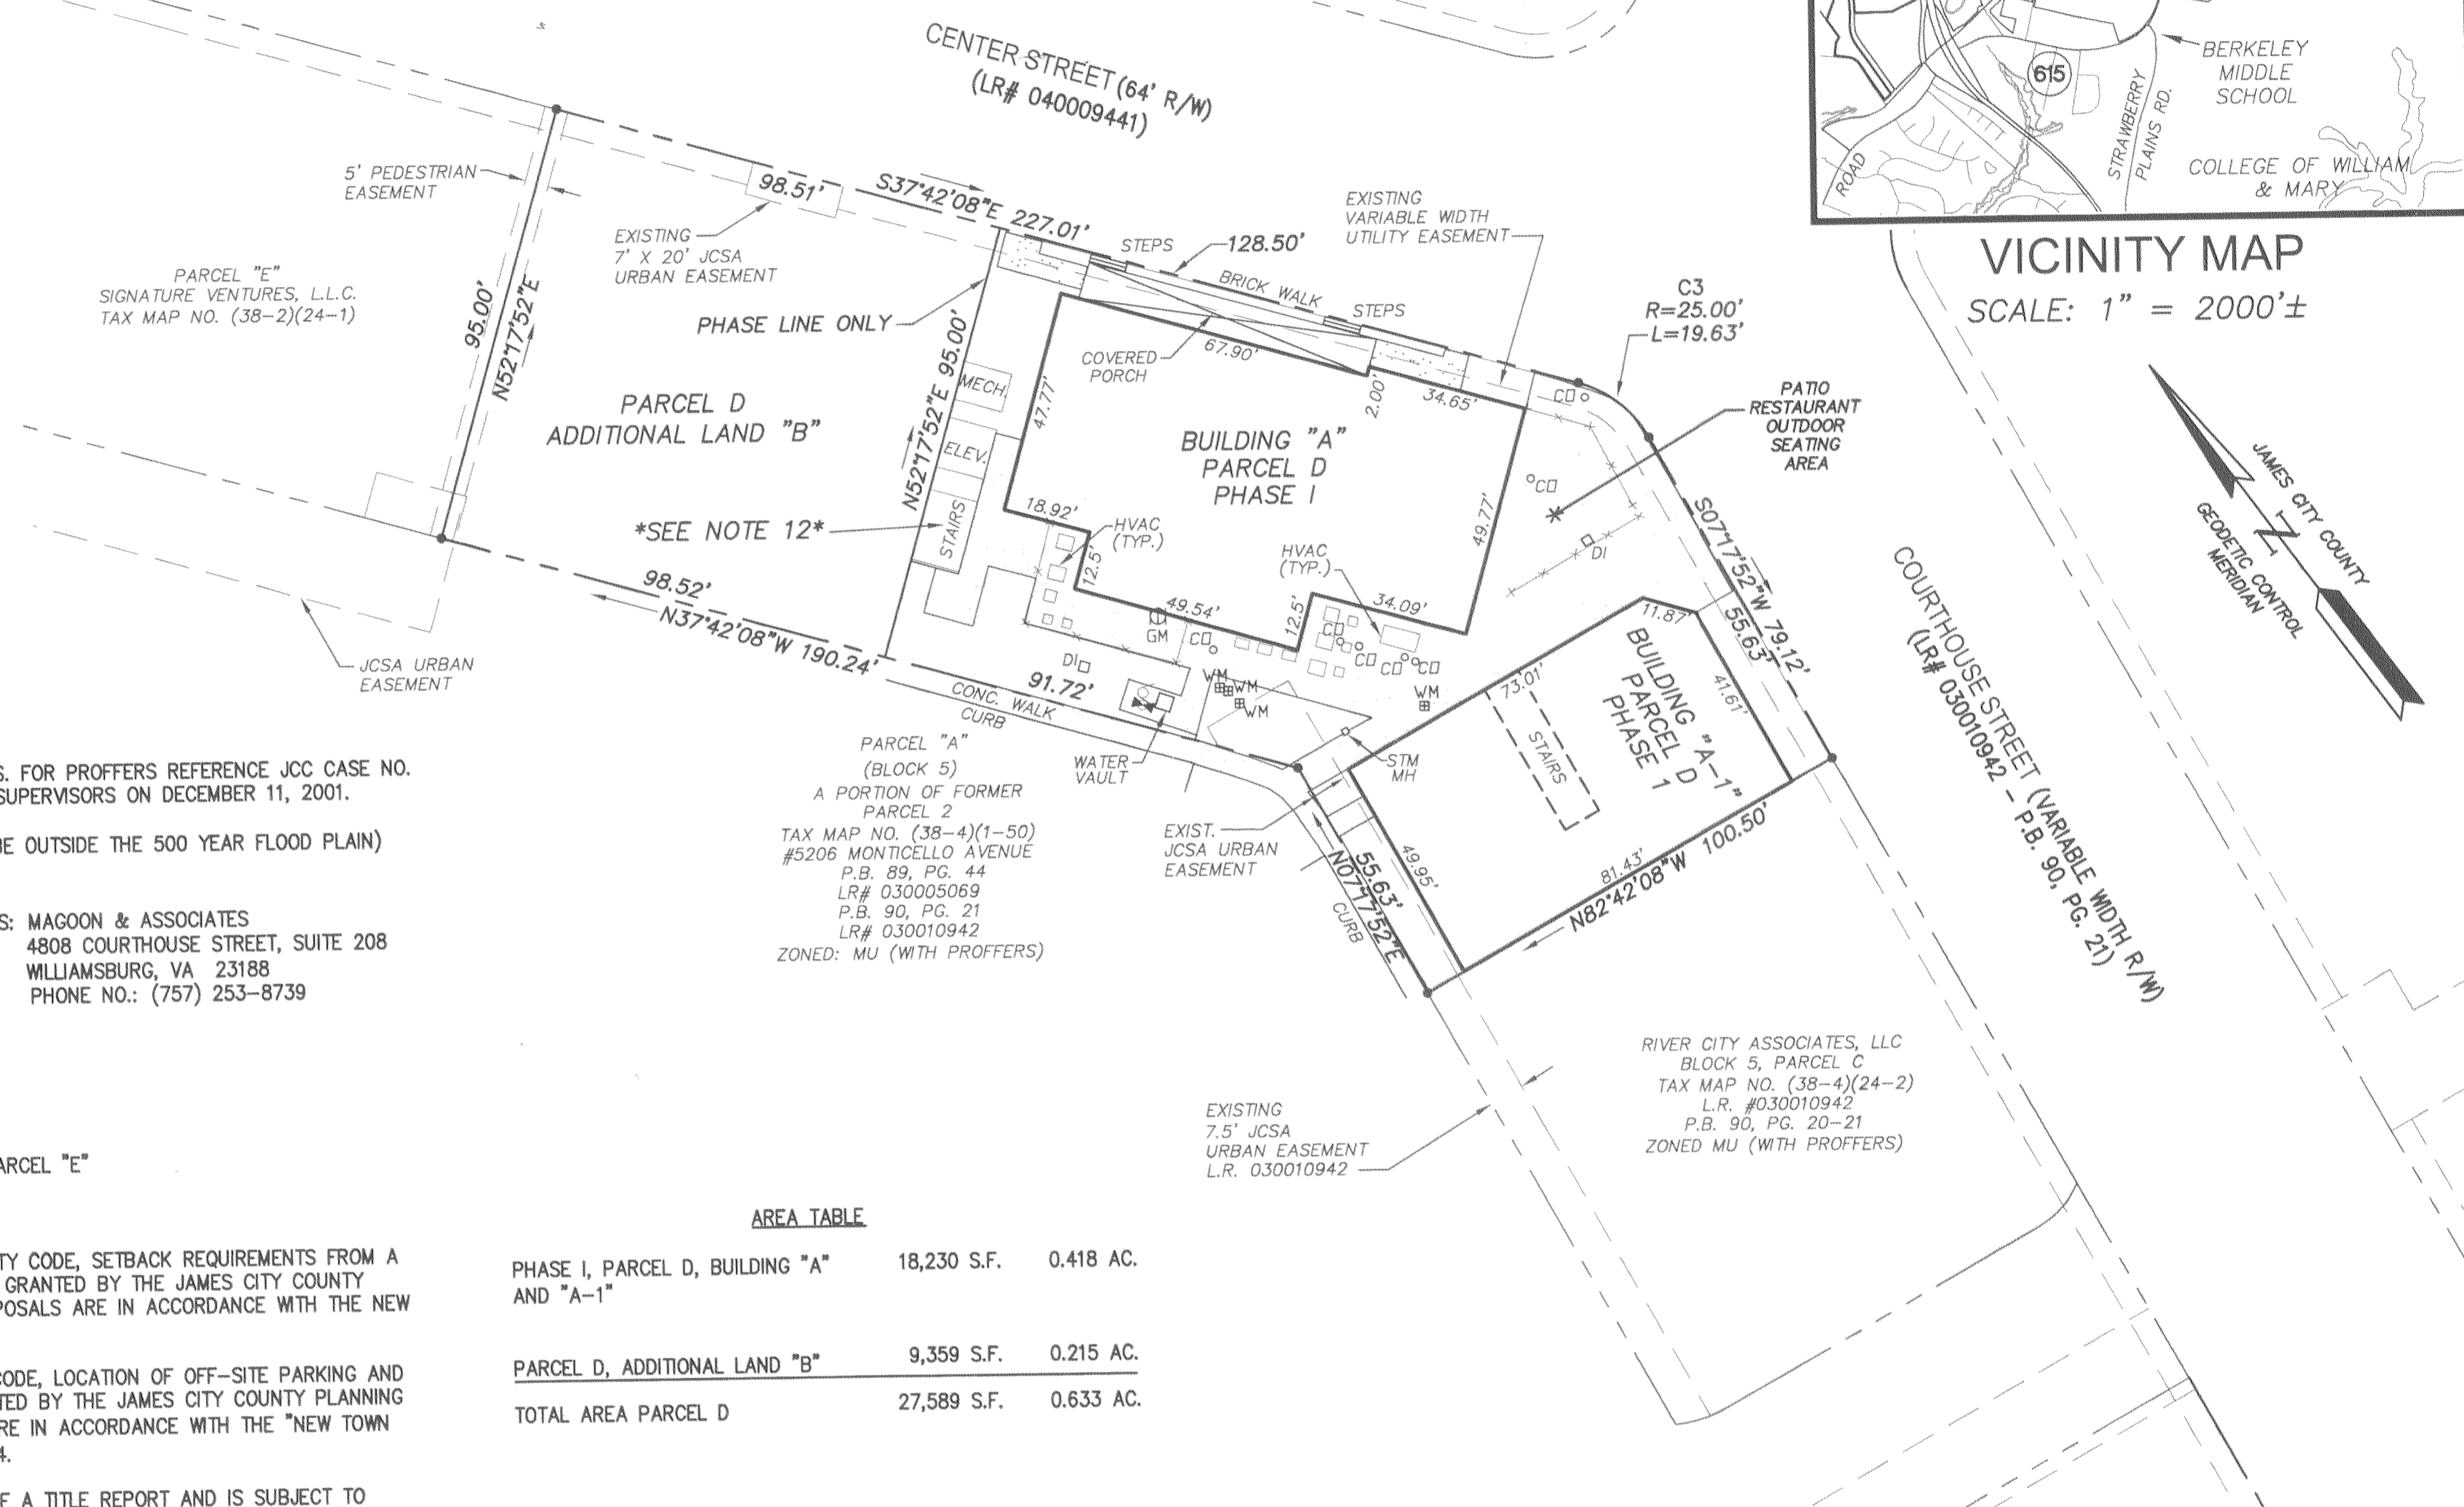 CENTER STREET (64' R/W)
(LR# 040009441)
BERKELEY
MIDDLE
SCHOOL
615
STRAWBERRY
PLAINS RD.
COLLEGE OF WILLIAM
& MARY
ROAD
VICINITY MAP
SCALE: 1" = 2000'±
5' PEDESTRIAN
EASEMENT
98.51'
S37°42'08"E 227.01'
EXISTING
7' X 20' JCSA
URBAN EASEMENT
STEPS
128.50'
BRICK WALK
STEPS
EXISTING
VARIABLE WIDTH
UTILITY EASEMENT
C3
R=25.00'
L=19.63'
PARCEL "E"
SIGNATURE VENTURES, L.L.C.
TAX MAP NO. (38-2)(24-1)
95.00'
N52°17'52"E
PHASE LINE ONLY
N52°17'52"E 95.00'
COVERED
PORCH
67.90'
2.00'
34.65'
CO
PATIO
RESTAURANT
OUTDOOR
SEATING
AREA
PARCEL D
ADDITIONAL LAND "B"
MECH.
ELEV.
STAIRS
47.77'
BUILDING "A"
PARCEL D
PHASE I
49.77'
CO
DI
*SEE NOTE 12*
18.92'
HVAC
(TYP.)
12.5'
HVAC
(TYP.)
49.54'
12.5'
34.09'
GM
CO
CO
CO
CO
CO
DI
WM
WM
WM
WM
98.52'
N37°42'08"W 190.24'
91.72'
CONC. WALK
CURB
WATER
VAULT
STM
MH
JCSA URBAN
EASEMENT
S07°17'52"W 79.12'
55.63'
11.87'
41.61'
73.01'
STAIRS
BUILDING "A-1"
PARCEL D
PHASE 1
81.43'
N82°42'08"W 100.50'
49.95'
55.63'
N07°17'52"E
CURB
EXIST.
JCSA URBAN
EASEMENT
JAMES CITY COUNTY
GEODETIC CONTROL
MERIDIAN
N
COURTHOUSE STREET (VARIABLE WIDTH R/W)
(LR# 030010942 - P.B. 90, PG. 21)
PARCEL "A"
(BLOCK 5)
A PORTION OF FORMER
PARCEL 2
TAX MAP NO. (38-4)(1-50)
#5206 MONTICELLO AVENUE
P.B. 89, PG. 44
LR# 030005069
P.B. 90, PG. 21
LR# 030010942
ZONED: MU (WITH PROFFERS)
S. FOR PROFFERS REFERENCE JCC CASE NO.
SUPERVISORS ON DECEMBER 11, 2001.
BE OUTSIDE THE 500 YEAR FLOOD PLAIN)
S: MAGOON & ASSOCIATES
4808 COURTHOUSE STREET, SUITE 208
WILLIAMSBURG, VA 23188
PHONE NO.: (757) 253-8739
RIVER CITY ASSOCIATES, LLC
BLOCK 5, PARCEL C
TAX MAP NO. (38-4)(24-2)
L.R. #030010942
P.B. 90, PG. 20-21
ZONED MU (WITH PROFFERS)
EXISTING
7.5' JCSA
URBAN EASEMENT
L.R. 030010942
ARCEL "E"
TY CODE, SETBACK REQUIREMENTS FROM A
GRANTED BY THE JAMES CITY COUNTY
POSALS ARE IN ACCORDANCE WITH THE NEW
CODE, LOCATION OF OFF-SITE PARKING AND
TED BY THE JAMES CITY COUNTY PLANNING
RE IN ACCORDANCE WITH THE "NEW TOWN
4.
F A TITLE REPORT AND IS SUBJECT TO
AREA TABLE
PHASE I, PARCEL D, BUILDING "A" 18,230 S.F. 0.418 AC.
AND "A-1"
PARCEL D, ADDITIONAL LAND "B" 9,359 S.F. 0.215 AC.
TOTAL AREA PARCEL D 27,589 S.F. 0.633 AC.